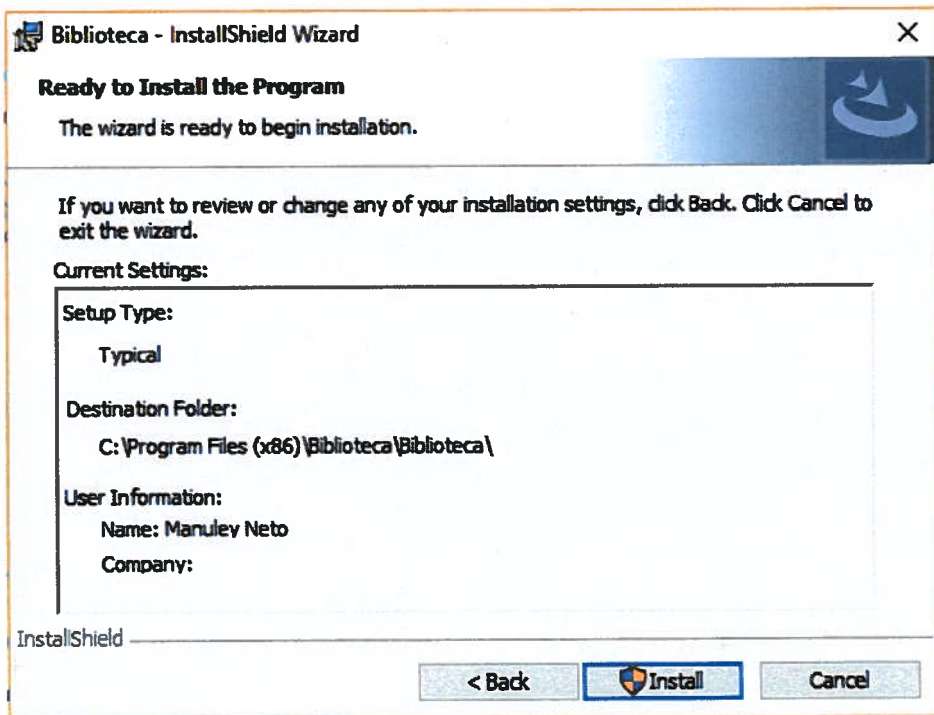 Biblioteca - InstallShield Wizard
Ready to Install the Program
The wizard is ready to begin installation.
If you want to review or change any of your installation settings, click Back. Click Cancel to
exit the wizard.
Current Settings:
Setup Type:
Typical
Destination Folder:
C:\Program Files (x86)\Biblioteca\Biblioteca\
User Information:
Name: Manuley Neto
Company:
InstallShield
< Back
Install
Cancel